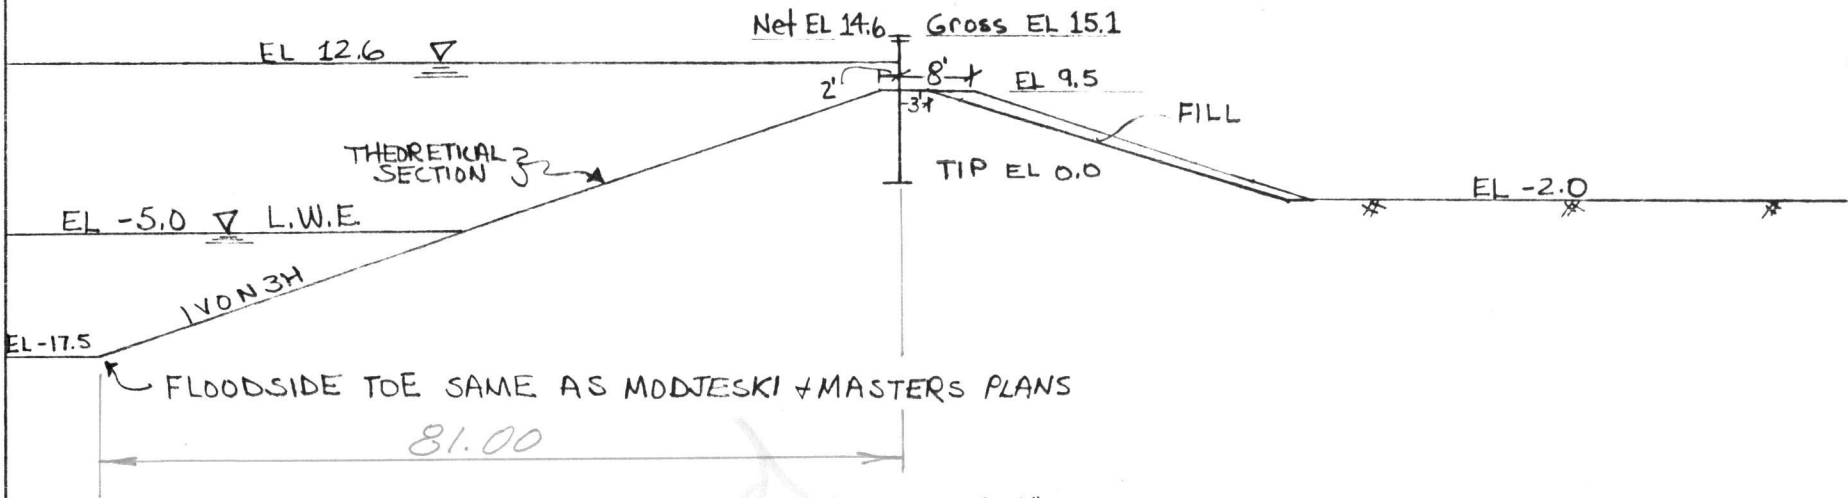 Net EL 14.6 Gross EL 15.1
EL 12.6
2'
8'
EL 9.5
3'
FILL
THEORETICAL
SECTION
TIP EL 0.0
EL -2.0
EL -5.0 L.W.E.
1V ON 3H
EL-17.5
FLOODSIDE TOE SAME AS MODJESKI & MASTERS PLANS
81.00